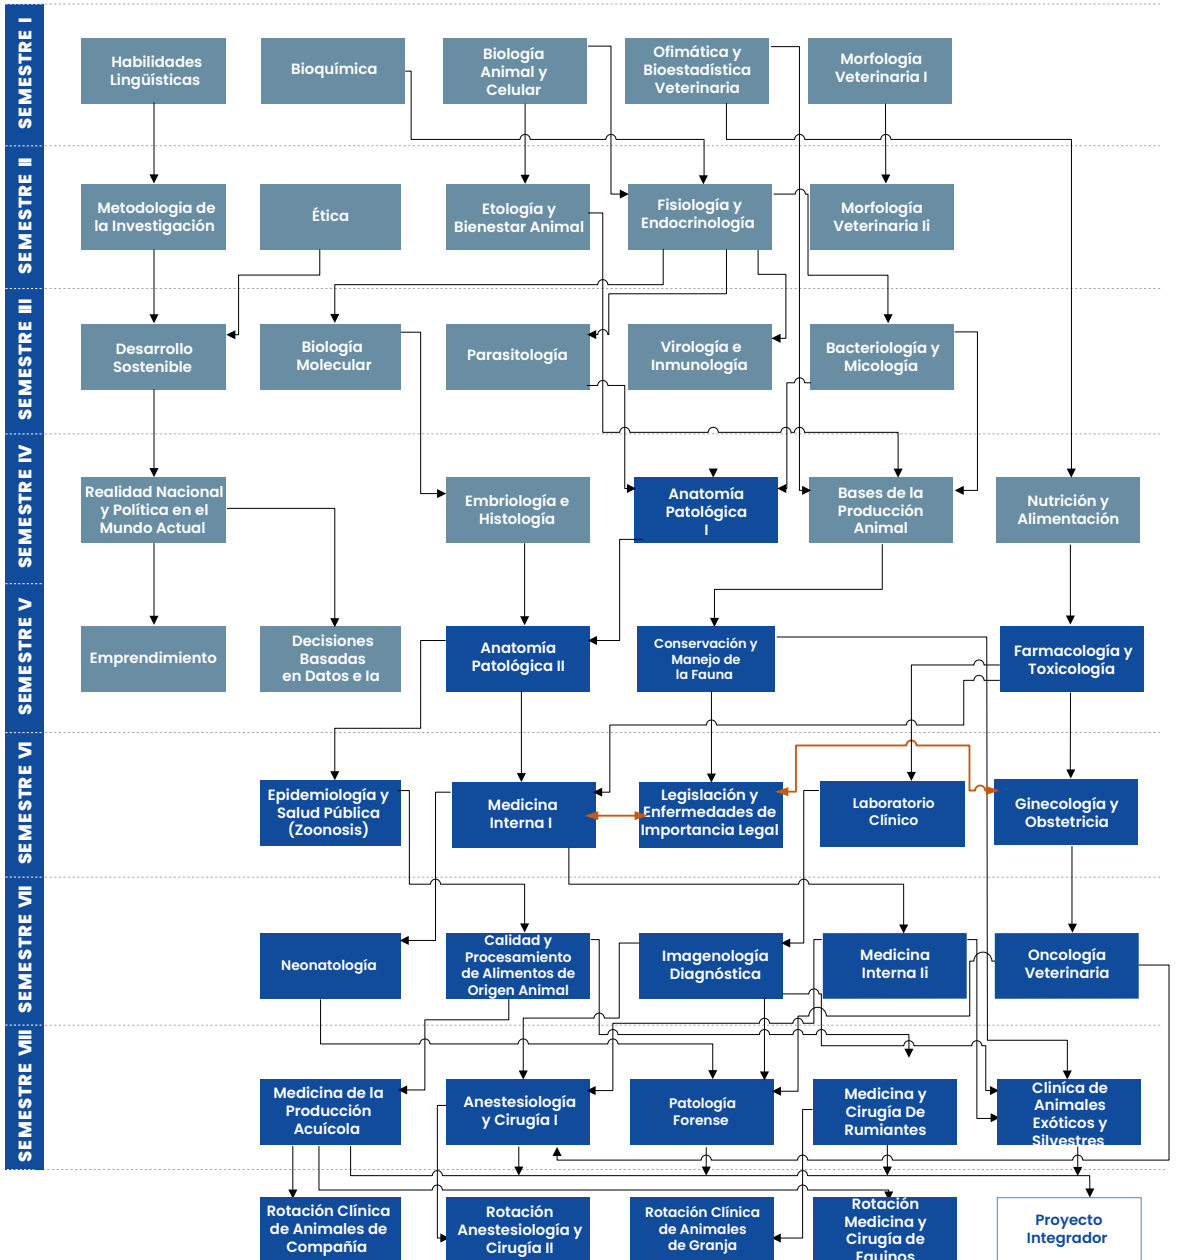 SEMESTRE I
Habilidades
Lingüísticas
Bioquímica
Biología
Animal y
Celular
Ofimática y
Bioestadística
Veterinaria
Morfología
Veterinaria I
SEMESTRE II
Metodologia de
la Investigación
Ética
Etología y
Bienestar Animal
Fisiología y
Endocrinología
Morfología
Veterinaria Ii
SEMESTRE III
Desarrollo
Sostenible
Biología
Molecular
Parasitología
Virología e
Inmunología
Bacteriología y
Micología
SEMESTRE IV
Realidad Nacional
y Política en el
Mundo Actual
Embriología e
Histología
Anatomía
Patológica
I
Bases de la
Producción
Animal
Nutrición y
Alimentación
SEMESTRE V
Emprendimiento
Decisiones
Basadas
en Datos e Ia
Anatomía
Patológica II
Conservación y
Manejo de
la Fauna
Farmacología y
Toxicología
SEMESTRE VI
Epidemiología y
Salud Pública
(Zoonosis)
Medicina
Interna I
Legislación y
Enfermedades de
Importancia Legal
Laboratorio
Clínico
Ginecología y
Obstetricia
SEMESTRE VII
Neonatología
Calidad y
Procesamiento
de Alimentos de
Origen Animal
Imagenología
Diagnóstica
Medicina
Interna Ii
Oncología
Veterinaria
SEMESTRE VIII
Medicina de la
Producción
Acuícola
Anestesiología
y Cirugía I
Patología
Forense
Medicina y
Cirugía De
Rumiantes
Clínica de
Animales
Exóticos y
Silvestres
Rotación Clínica
de Animales de
Compañía
Rotación
Anestesiología y
Cirugía II
Rotación Clínica
de Animales
de Granja
Rotación
Medicina y
Cirugía de
Equinos
Proyecto
Integrador